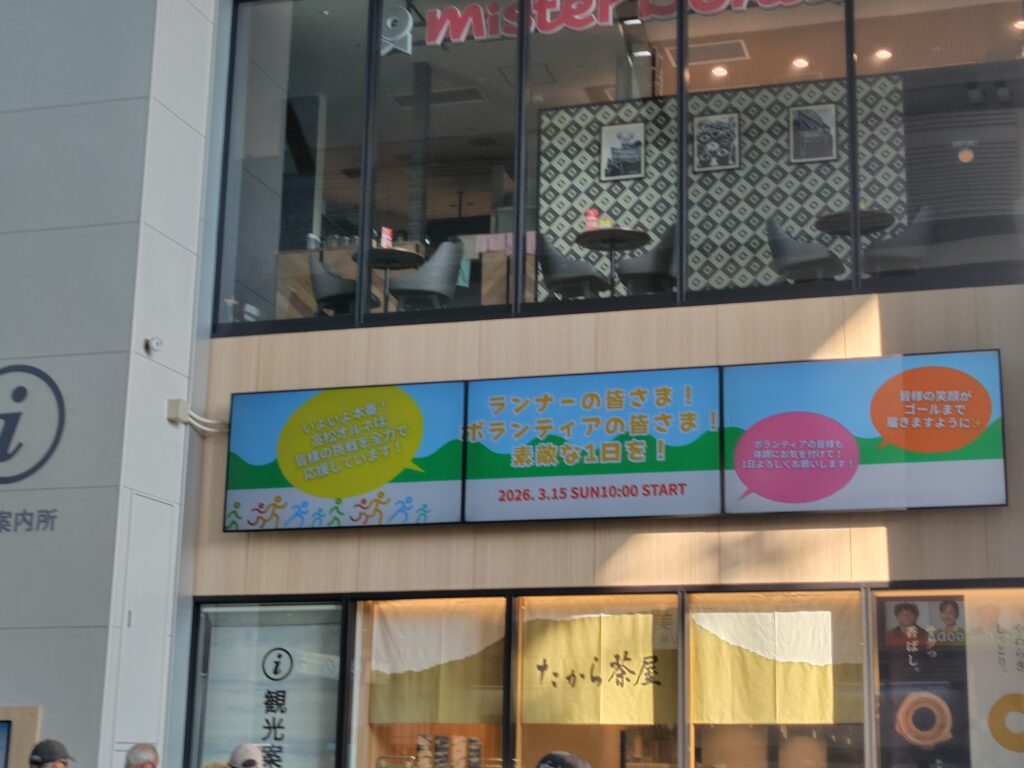 mister Donut
いよいよ本番！
高松オルネは
皆様の挑戦を全力で
応援しています！
ランナーの皆さま！
ボランティアの皆さま！
素敵な1日を！
2026. 3.15 SUN10:00 START
ボランティアの皆様も
体調にお気を付けて！
1日よろしくお願いします！
皆様の笑顔が
ゴールまで
届きますように
i
案内所
i
観光案
たから茶屋
香ばし。